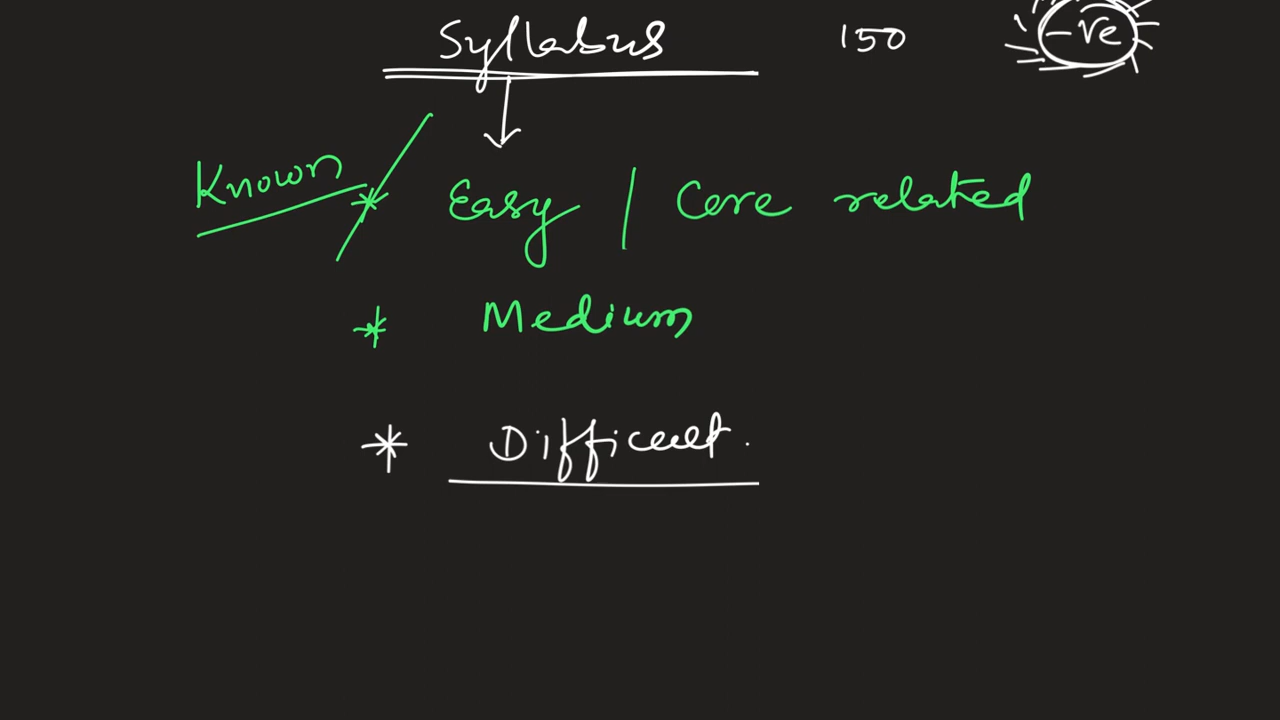 Syllabus 150 -ve
Known * Easy / Core related
* Medium
* Difficult.